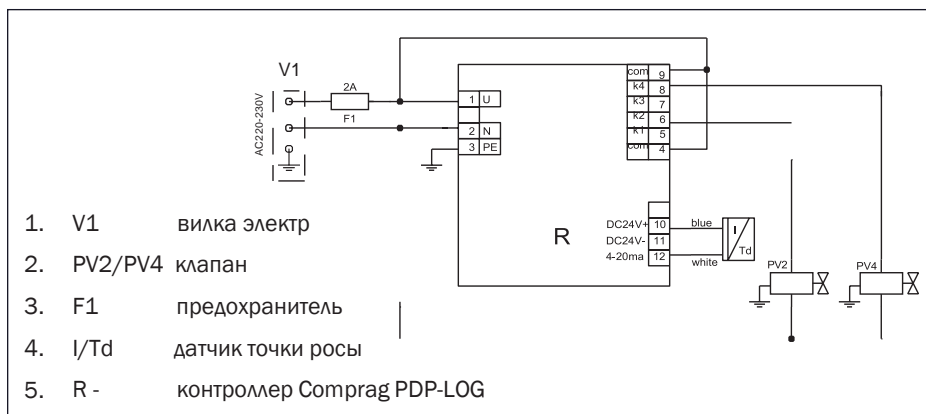 V1
2A
F1
AC220-230V
1 U
2 N
3 PE
com 9
k4 8
k3 7
k2 6
k1 5
com 4
R
DC24V+ 10 blue
DC24V- 11
4-20ma 12 white
I/Td
PV2
PV4
1. V1 вилка электр
2. PV2/PV4 клапан
3. F1 предохранитель
4. I/Td датчик точки росы
5. R - контроллер Comprag PDP-LOG